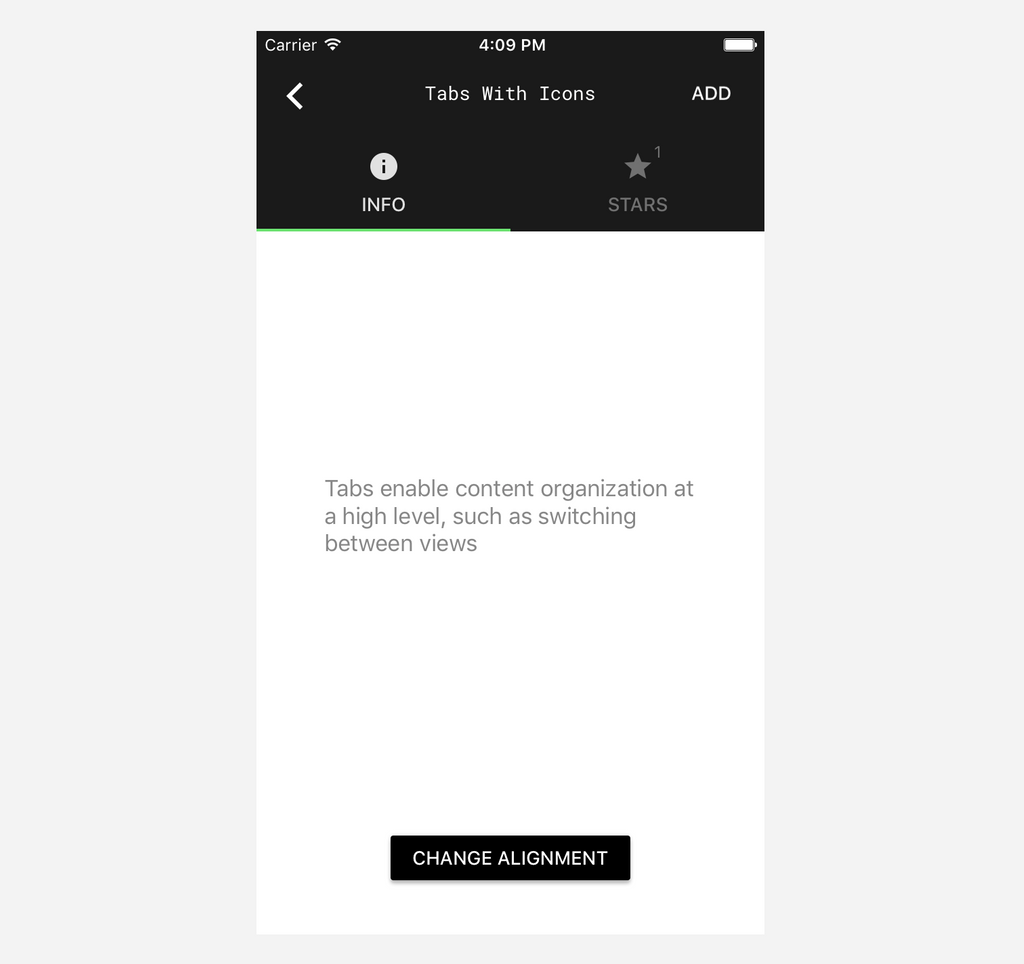 Carrier 4:09 PM
Tabs With Icons ADD
1
INFO STARS
Tabs enable content organization at
a high level, such as switching
between views
CHANGE ALIGNMENT